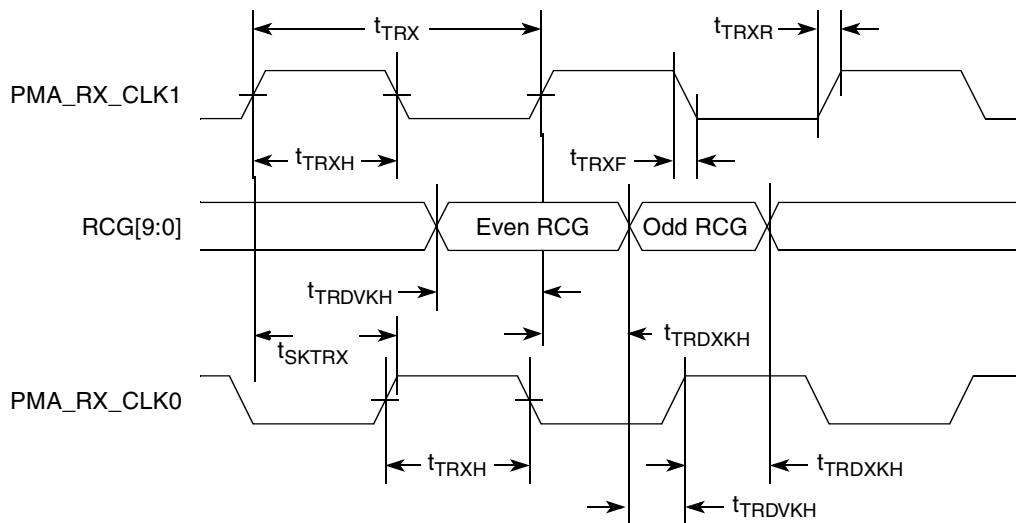 tTRX
tTRXR
PMA_RX_CLK1
tTRXH
tTRXF
RCG[9:0]
Even RCG
Odd RCG
tTRDVKH
tTRDXKH
tSKTRX
PMA_RX_CLK0
tTRXH
tTRDXKH
tTRDVKH